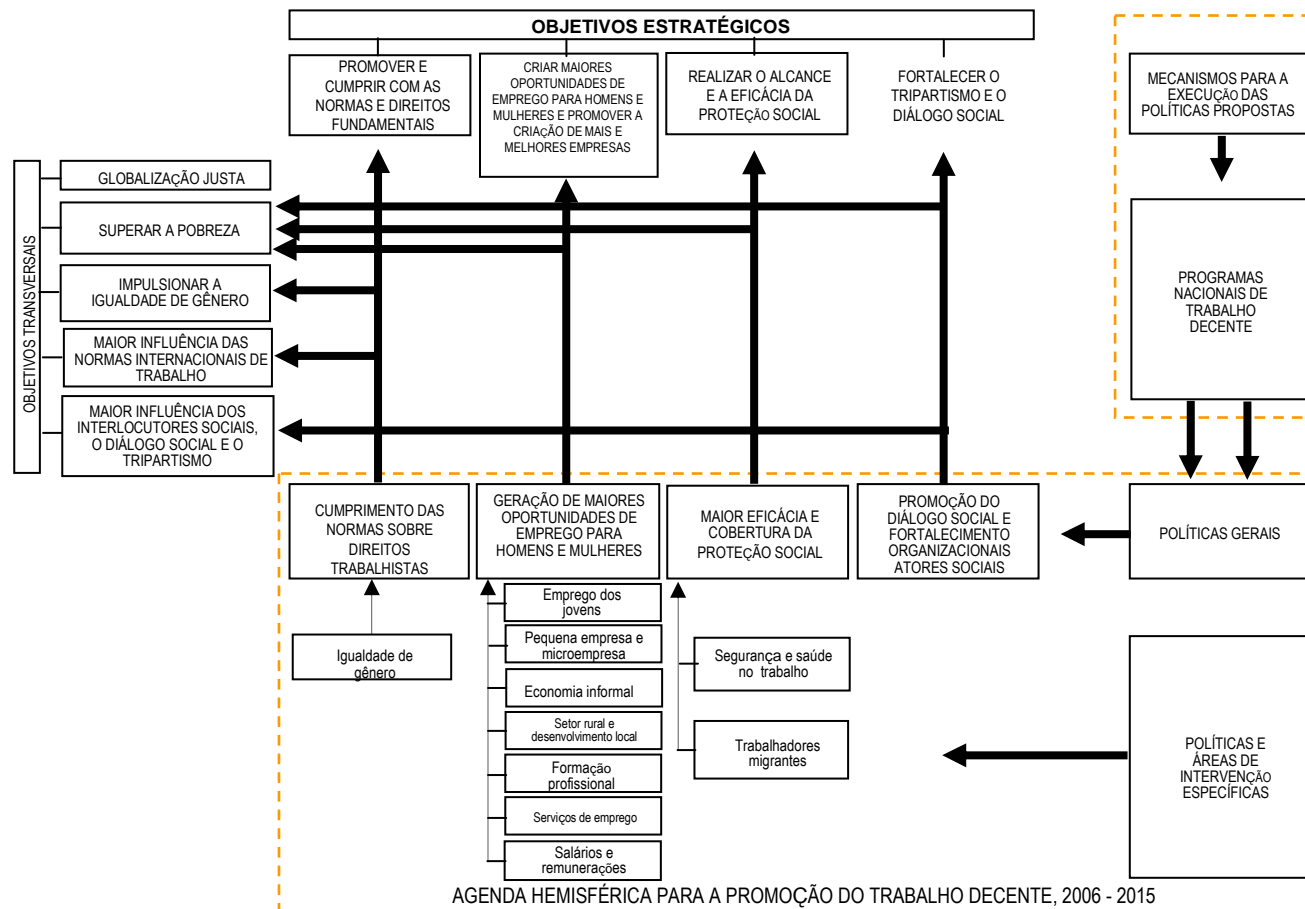 OBJETIVOS ESTRATÉGICOS
PROMOVER E
CUMPRIR COM AS
NORMAS E DIREITOS
FUNDAMENTAIS
CRIAR MAIORES
OPORTUNIDADES DE
EMPREGO PARA HOMENS E
MULHERES E PROMOVER A
CRIAÇÃO DE MAIS E
MELHORES EMPRESAS
REALIZAR O ALCANCE
E A EFICÁCIA DA
PROTEÇÃO SOCIAL
FORTALECER O
TRIPARTISMO E O
DIÁLOGO SOCIAL
MECANISMOS PARA A
EXECUÇÃO DAS
POLÍTICAS PROPOSTAS
OBJETIVOS TRANSVERSAIS
GLOBALIZAÇÃO JUSTA
SUPERAR A POBREZA
IMPULSIONAR A
IGUALDADE DE GÊNERO
MAIOR INFLUÊNCIA DAS
NORMAS INTERNACIONAIS DE
TRABALHO
MAIOR INFLUÊNCIA DOS
INTERLOCUTORES SOCIAIS,
O DIÁLOGO SOCIAL E O
TRIPARTISMO
PROGRAMAS
NACIONAIS DE
TRABALHO
DECENTE
CUMPRIMENTO DAS
NORMAS SOBRE
DIREITOS
TRABALHISTAS
GERAÇÃO DE MAIORES
OPORTUNIDADES DE
EMPREGO PARA
HOMENS E MULHERES
MAIOR EFICÁCIA E
COBERTURA DA
PROTEÇÃO SOCIAL
PROMOÇÃO DO
DIÁLOGO SOCIAL E
FORTALECIMENTO
ORGANIZACIONAIS
ATORES SOCIAIS
POLÍTICAS GERAIS
Igualdade de
gênero
Emprego dos
jovens
Pequena empresa e
microempresa
Economia informal
Setor rural e
desenvolvimento local
Formação
profissional
Serviços de emprego
Salários e
remunerações
Segurança e saúde
no trabalho
Trabalhadores
migrantes
POLÍTICAS E
ÁREAS DE
INTERVENÇÃO
ESPECÍFICAS
AGENDA HEMISFÉRICA PARA A PROMOÇÃO DO TRABALHO DECENTE, 2006 - 2015